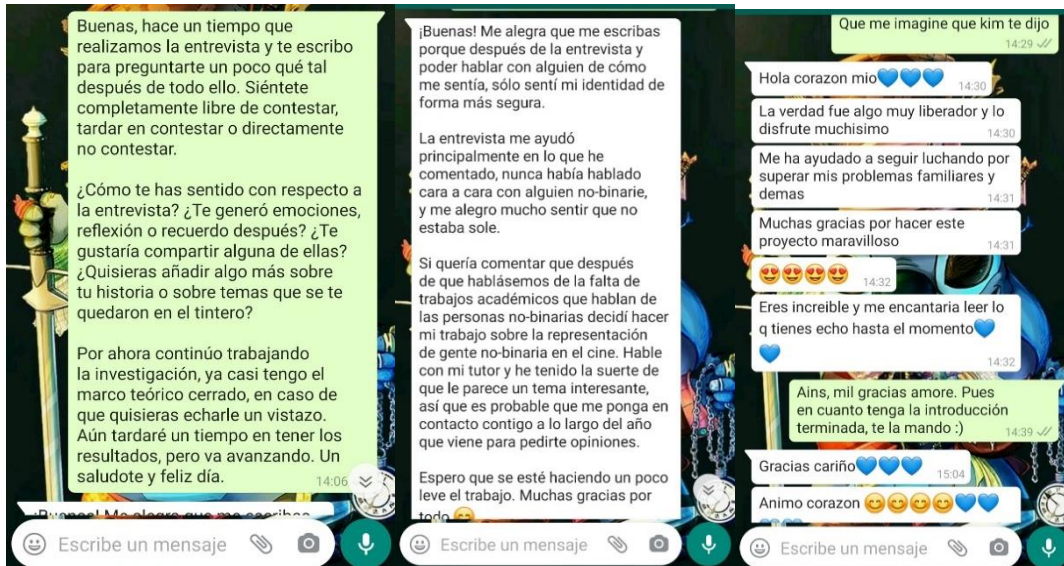 Buenas, hace un tiempo que
realizamos la entrevista y te escribo
para preguntarte un poco qué tal
después de todo ello. Siéntete
completamente libre de contestar,
tardar en contestar o directamente
no contestar.
¿Cómo te has sentido con respecto a
la entrevista? ¿Te generó emociones,
reflexión o recuerdo después? ¿Te
gustaría compartir alguna de ellas?
¿Quisieras añadir algo más sobre
tu historia o sobre temas que se te
quedaron en el tintero?
Por ahora continúo trabajando
la investigación, ya casi tengo el
marco teórico cerrado, en caso de
que quisieras echarle un vistazo.
Aún tardaré un tiempo en tener los
resultados, pero va avanzando. Un
saludote y feliz día.
14:06
Escribe un mensaje
¡Buenas! Me alegra que me escribas
porque después de la entrevista y
poder hablar con alguien de cómo
me sentía, sólo sentí mi identidad de
forma más segura.
La entrevista me ayudó
principalmente en lo que he
comentado, nunca había hablado
cara a cara con alguien no-binarie,
y me alegro mucho sentir que no
estaba sole.
Si quería comentar que después
de que hablásemos de la falta de
trabajos académicos que hablan de
las personas no-binarias decidí hacer
mi trabajo sobre la representación
de gente no-binaria en el cine. Hable
con mi tutor y he tenido la suerte de
que le parece un tema interesante,
así que es probable que me ponga en
contacto contigo a lo largo del año
que viene para pedirte opiniones.
Espero que se esté haciendo un poco
leve el trabajo. Muchas gracias por
todo 😊
Escribe un mensaje
Que me imagine que kim te dijo
14:29
Hola corazon mio💙💙💙
14:30
La verdad fue algo muy liberador y lo
disfrute muchisimo
14:30
Me ha ayudado a seguir luchando por
superar mis problemas familiares y
demas
14:31
Muchas gracias por hacer este
proyecto maravilloso
14:31
😍😍😍😍
14:32
Eres increible y me encantaria leer lo
q tienes echo hasta el momento💙
💙
14:32
Ains, mil gracias amore. Pues
en cuanto tenga la introducción
terminada, te la mando :)
14:39
Gracias cariño💙💙💙
15:04
Animo corazon 😊😊😊😊💙💙
Escribe un mensaje